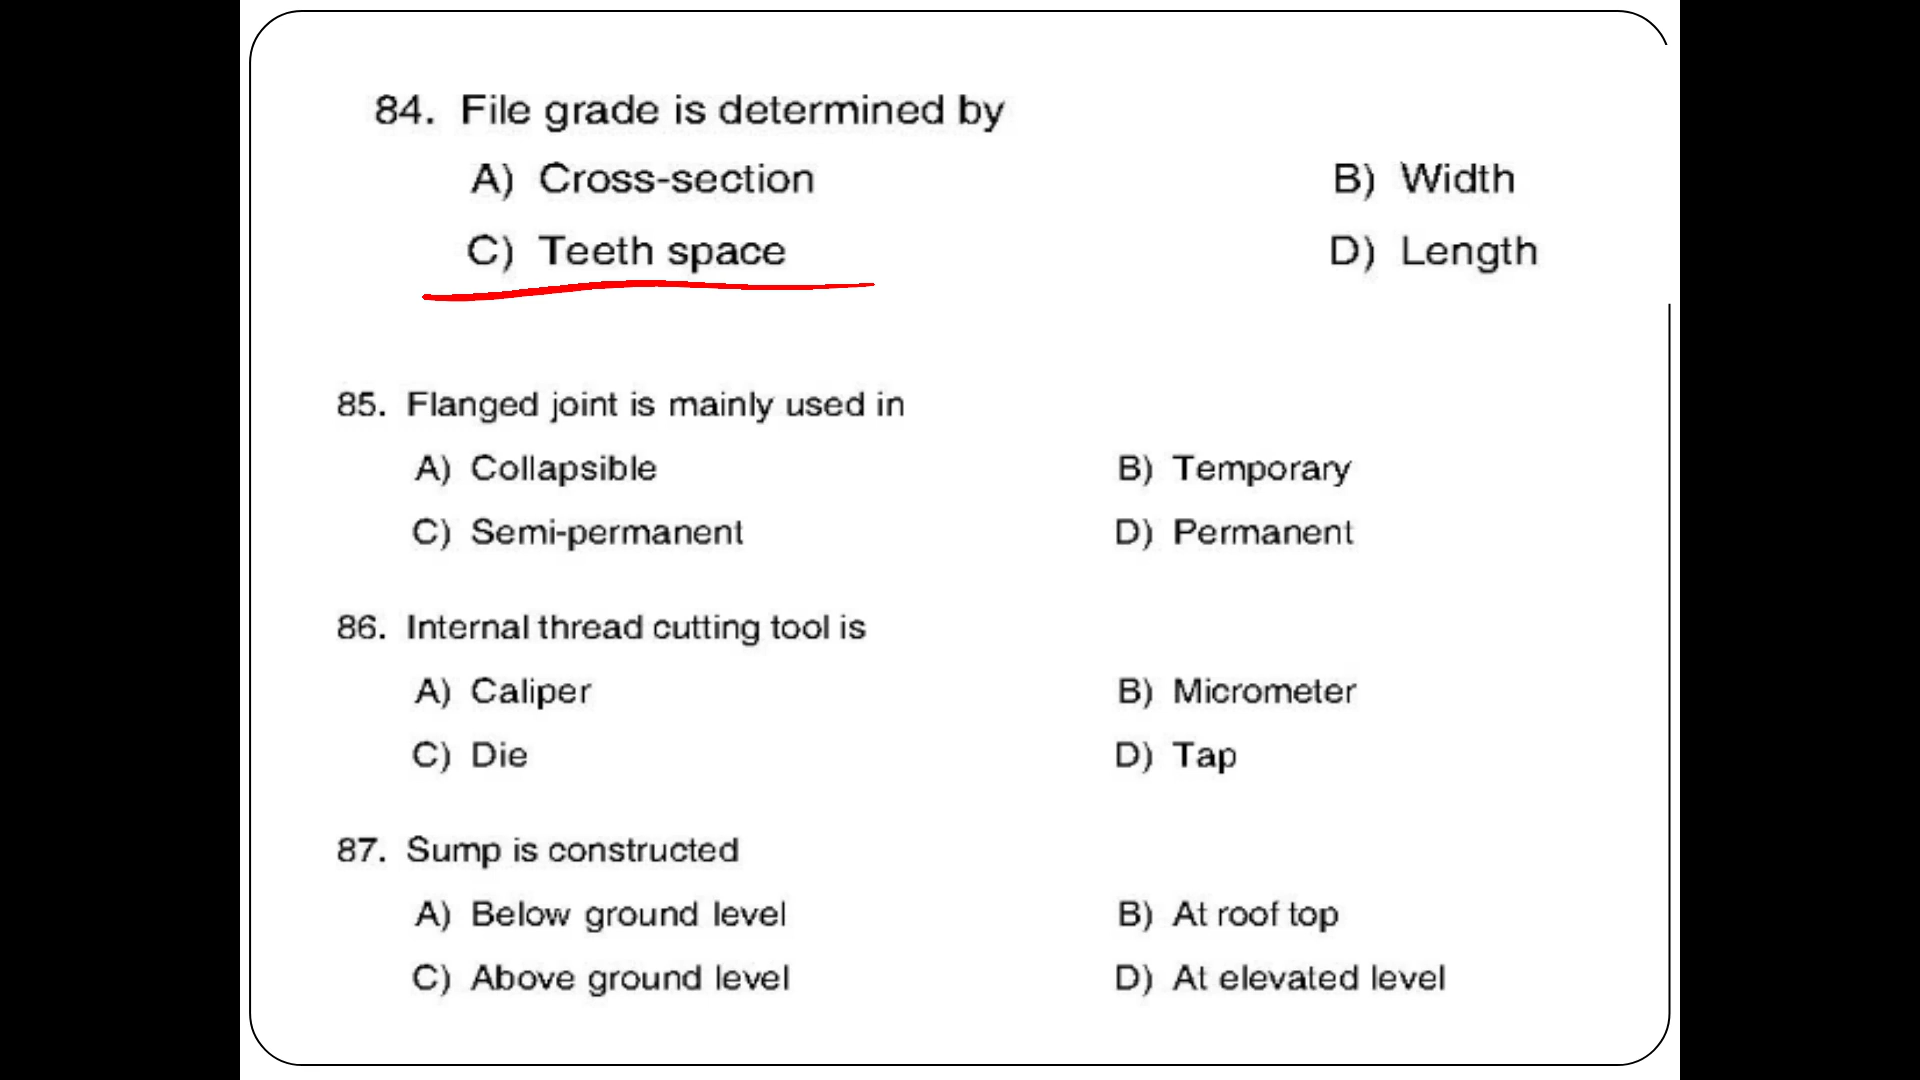 84. File grade is determined by
A) Cross-section B) Width
C) Teeth space D) Length
85. Flanged joint is mainly used in
A) Collapsible B) Temporary
C) Semi-permanent D) Permanent
86. Internal thread cutting tool is
A) Caliper B) Micrometer
C) Die D) Tap
87. Sump is constructed
A) Below ground level B) At roof top
C) Above ground level D) At elevated level